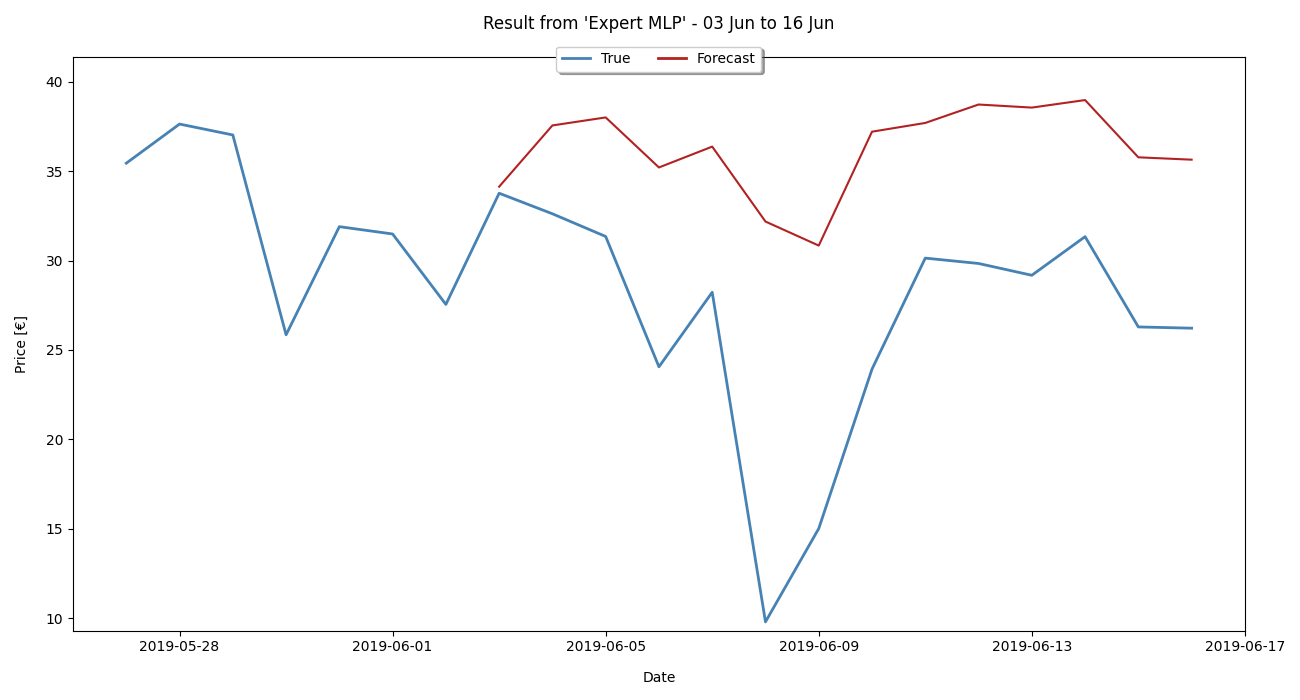 Result from 'Expert MLP' - 03 Jun to 16 Jun
True Forecast
40
35
30
25
20
15
10
Price [€]
2019-05-28 2019-06-01 2019-06-05 2019-06-09 2019-06-13 2019-06-17
Date